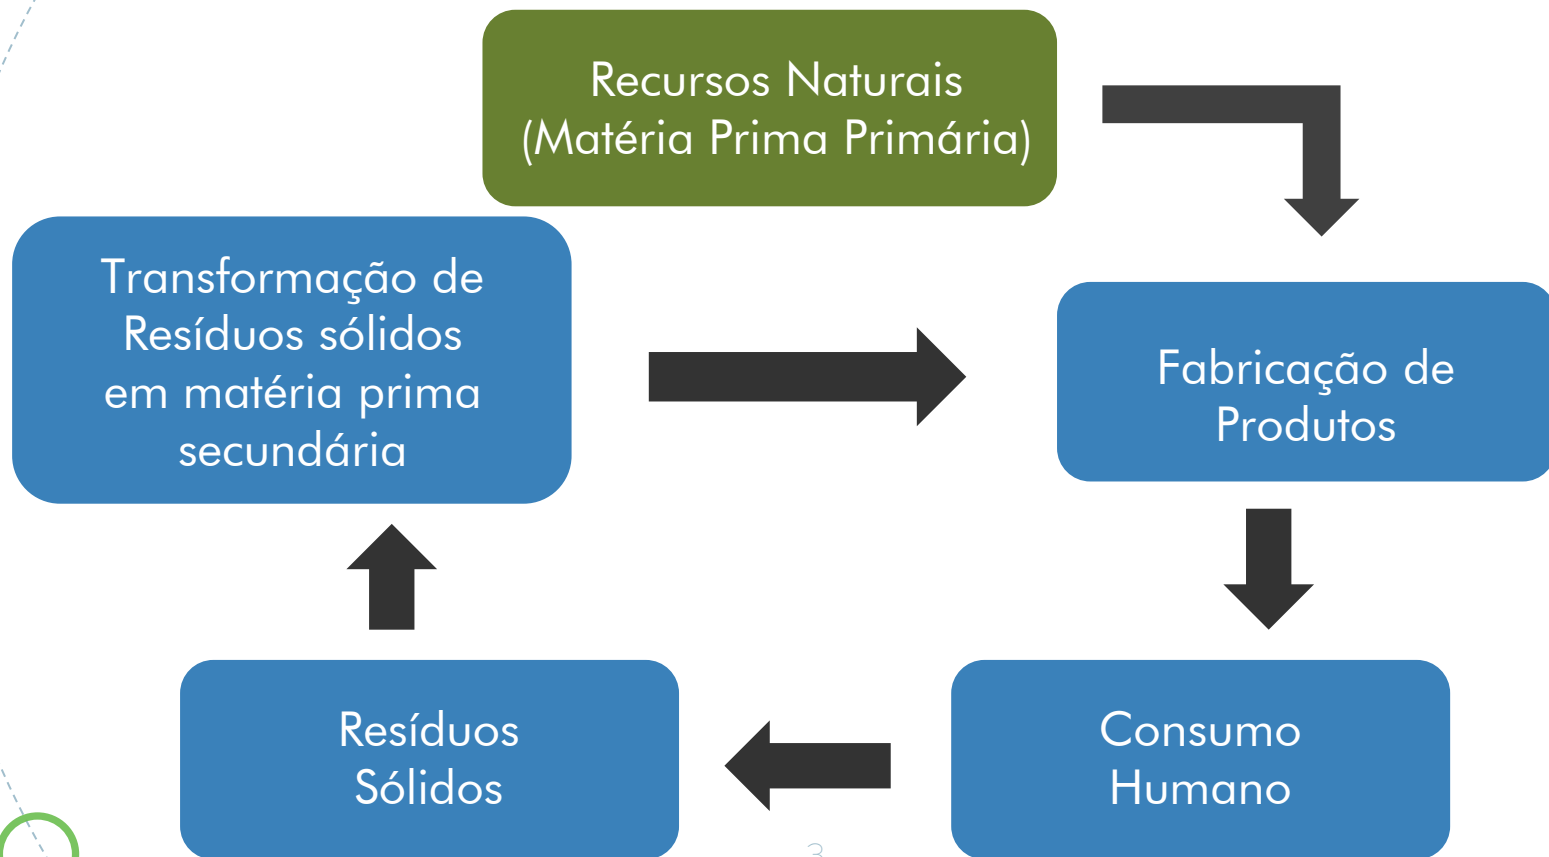 Recursos Naturais
(Matéria Prima Primária)
Transformação de
Resíduos sólidos
em matéria prima
secundária
Fabricação de
Produtos
Resíduos
Sólidos
Consumo
Humano
3